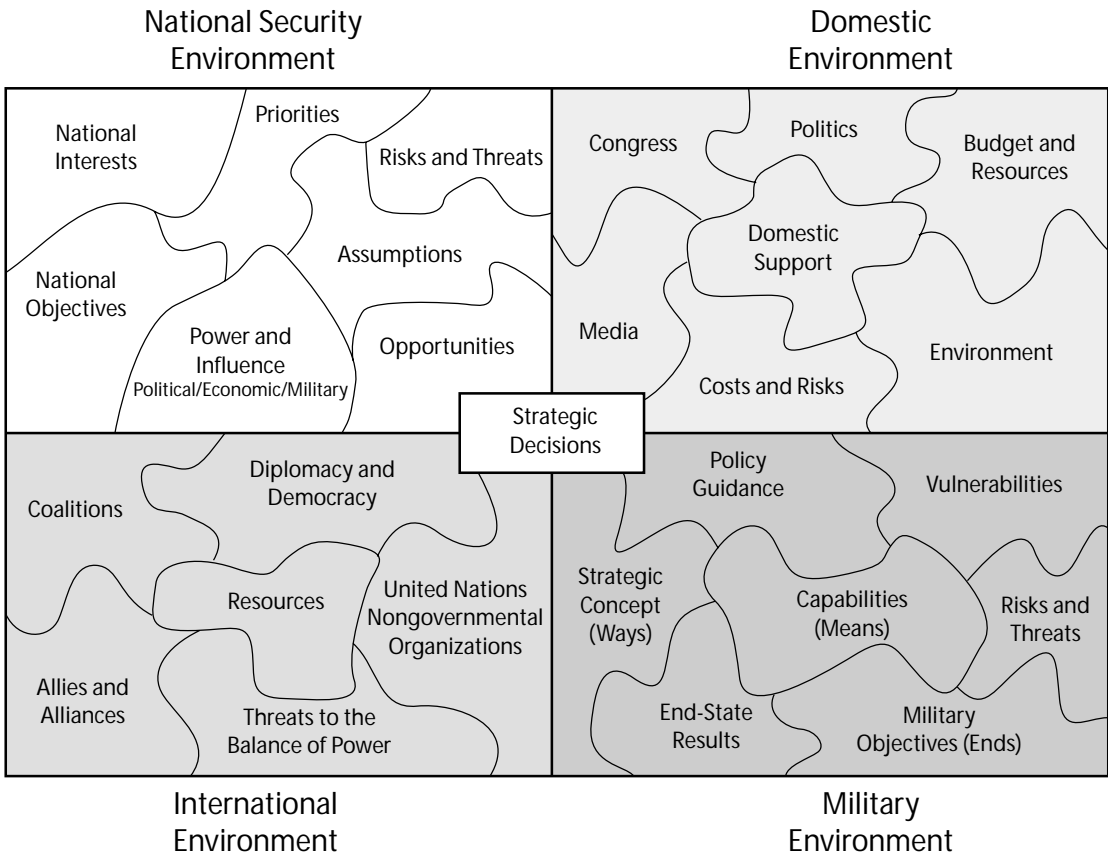 National Security
Environment
Domestic
Environment
National
Interests
Priorities
Risks and Threats
National
Objectives
Assumptions
Power and
Influence
Political/Economic/Military
Opportunities
Congress
Politics
Budget and
Resources
Domestic
Support
Media
Costs and Risks
Environment
Strategic
Decisions
Coalitions
Diplomacy and
Democracy
Resources
United Nations
Nongovernmental
Organizations
Allies and
Alliances
Threats to the
Balance of Power
Policy
Guidance
Vulnerabilities
Strategic
Concept
(Ways)
Capabilities
(Means)
Risks and
Threats
End-State
Results
Military
Objectives (Ends)
International
Environment
Military
Environment